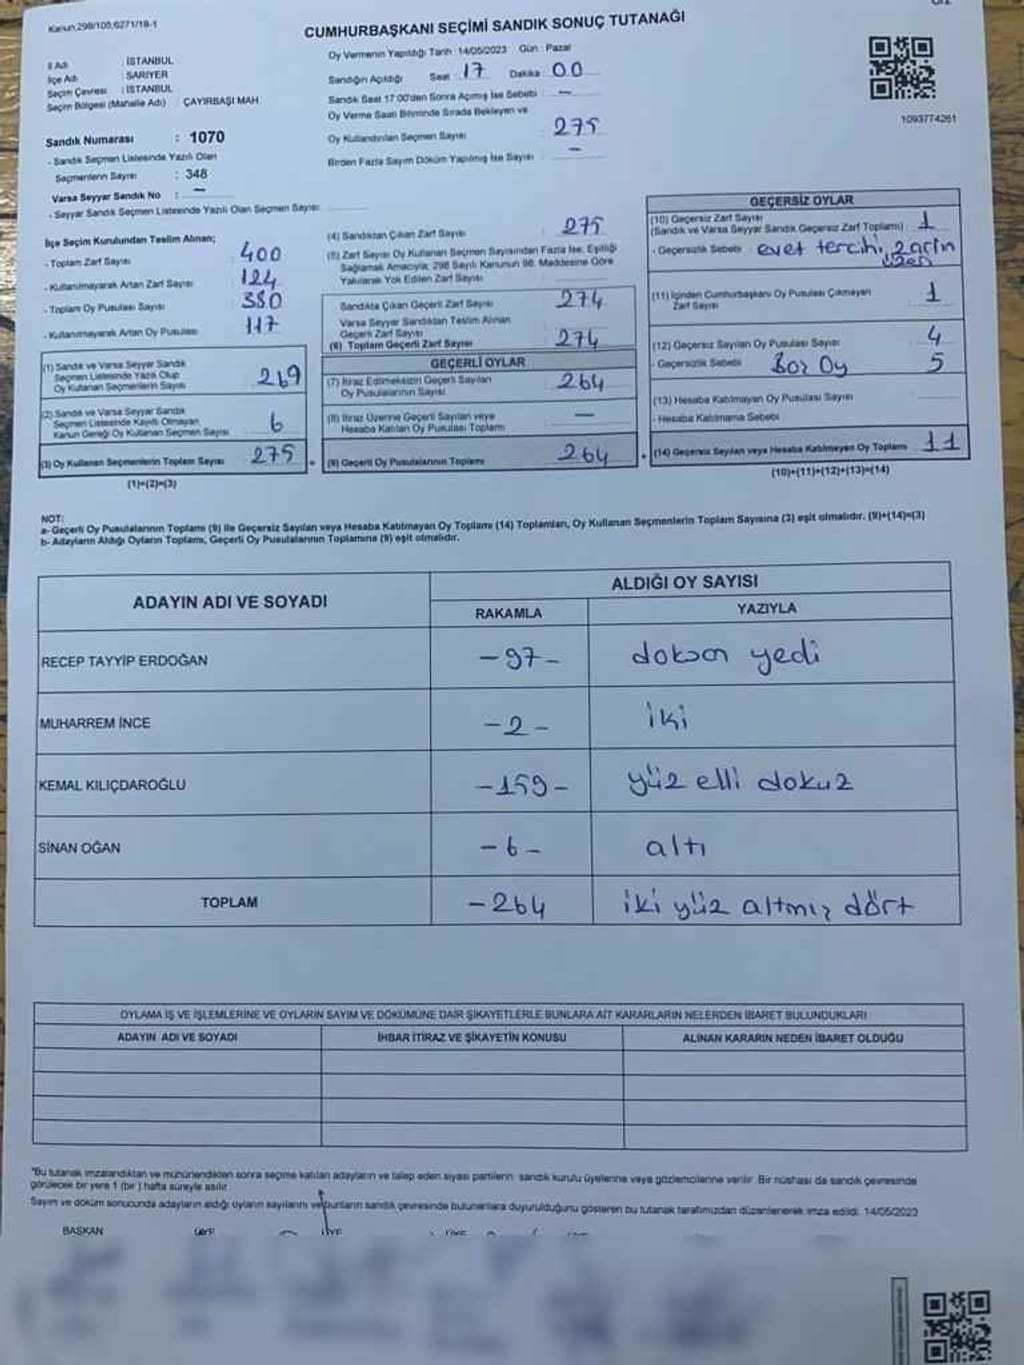 Kanun 298/105;6271/19-1
CUMHURBAŞKANI SEÇİMİ SANDIK SONUÇ TUTANAĞI
İl Adı : İSTANBUL
İlçe Adı : SARIYER
Seçim Çevresi : İSTANBUL
Seçim Bölgesi (Mahalle Adı) : ÇAYIRBAŞI MAH.
Sandık Numarası : 1070
- Sandık Seçmen Listesinde Yazılı Olan
Seçmenlerin Sayısı : 348
Varsa Seyyar Sandık No : —
- Seyyar Sandık Seçmen Listesinde Yazılı Olan Seçmen Sayısı
Oy Vermenin Yapıldığı Tarih :14/05/2023 Gün : Pazar
Sandığın Açıldığı Saat : 17 Dakika : 00
Sandık Saat 17:00'den Sonra Açılmış İse Sebebi : —
Oy Verme Saati Bitiminde Sırada Bekleyen ve
Oy Kullandırılan Seçmen Sayısı : 275
Birden Fazla Sayım Döküm Yapılmış İse Sayısı : —
1093774261
İlçe Seçim Kurulundan Teslim Alınan;
- Toplam Zarf Sayısı 400
- Kullanılmayarak Artan Zarf Sayısı 124
- Toplam Oy Pusulası Sayısı 380
- Kullanılmayarak Artan Oy Pusulası 117
(1) Sandık ve Varsa Seyyar Sandık
Seçmen Listesinde Yazılı Olup
Oy Kullanan Seçmenlerin Sayısı 269
(2) Sandık ve Varsa Seyyar Sandık
Seçmen Listesinde Kayıtlı Olmayan
Kanun Gereği Oy Kullanan Seçmen Sayısı 6
(3) Oy Kullanan Seçmenlerin Toplam Sayısı 275
(1)+(2)=(3)
(4) Sandıktan Çıkan Zarf Sayısı 275
(5) Zarf Sayısı Oy Kullanan Seçmen Sayısından Fazla İse, Eşitliği
Sağlamak Amacıyla; 298 Sayılı Kanunun 98. Maddesine Göre
Yakılarak Yok Edilen Zarf Sayısı
Sandıkta Çıkan Geçerli Zarf Sayısı 274
Varsa Seyyar Sandıktan Teslim Alınan
Geçerli Zarf Sayısı
(6) Toplam Geçerli Zarf Sayısı 274
GEÇERLİ OYLAR
(7) İtiraz Edilmeksizin Geçerli Sayılan
Oy Pusulalarının Sayısı 264
(8) İtiraz Üzerine Geçerli Sayılan veya
Hesaba Katılan Oy Pusulası Toplamı —
(9) Geçerli Oy Pusulalarının Toplamı 264
GEÇERSİZ OYLAR
(10) Geçersiz Zarf Sayısı
(Sandık ve Varsa Seyyar Sandık Geçersiz Zarf Toplamı) 1
- Geçersizlik Sebebi : evet tercihi, zarfın
(11) İçinden Cumhurbaşkanı Oy Pusulası Çıkmayan
Zarf Sayısı 1
(12) Geçersiz Sayılan Oy Pusulası Sayısı 4
- Geçersizlik Sebebi Boz Oy 5
(13) Hesaba Katılmayan Oy Pusulası Sayısı
- Hesaba Katılmama Sebebi
(14) Geçersiz Sayılan veya Hesaba Katılmayan Oy Toplamı 11
(10)+(11)+(12)+(13)=(14)
NOT:
a- Geçerli Oy Pusulalarının Toplamı (9) ile Geçersiz Sayılan veya Hesaba Katılmayan Oy Toplamı (14) Toplamları, Oy Kullanan Seçmenlerin Toplam Sayısına (3) eşit olmalıdır. (9)+(14)=(3)
b- Adayların Aldığı Oyların Toplamı, Geçerli Oy Pusulalarının Toplamına (9) eşit olmalıdır.
ADAYIN ADI VE SOYADI
ALDIĞI OY SAYISI
RAKAMLA YAZIYLA
RECEP TAYYİP ERDOĞAN -97- doksan yedi
MUHARREM İNCE -2- iki
KEMAL KILIÇDAROĞLU -159- yüz elli dokuz
SİNAN OĞAN -6- altı
TOPLAM -264 iki yüz altmış dört
OYLAMA İŞ VE İŞLEMLERİNE VE OYLARIN SAYIM VE DÖKÜMÜNE DAİR ŞİKAYETLERLE BUNLARA AİT KARARLARIN NELERDEN İBARET BULUNDUKLARI
ADAYIN ADI VE SOYADI İHBAR İTİRAZ VE ŞİKAYETİN KONUSU ALINAN KARARIN NEDEN İBARET OLDUĞU
*Bu tutanak imzalandıktan ve mühürlendikten sonra seçime katılan adayların ve talep eden siyasi partilerin sandık kurulu üyelerine veya gözlemcilerine verilir. Bir nüshası da sandık çevresinde
görülecek bir yere 1 (bir) hafta süreyle asılır.
Sayım ve döküm sonucunda adayların aldığı oyların sayılarını ve bunların sandık çevresinde bulunanlara duyurulduğunu gösteren bu tutanak tarafımızdan düzenlenerek imza edildi. 14/05/2023
BAŞKAN